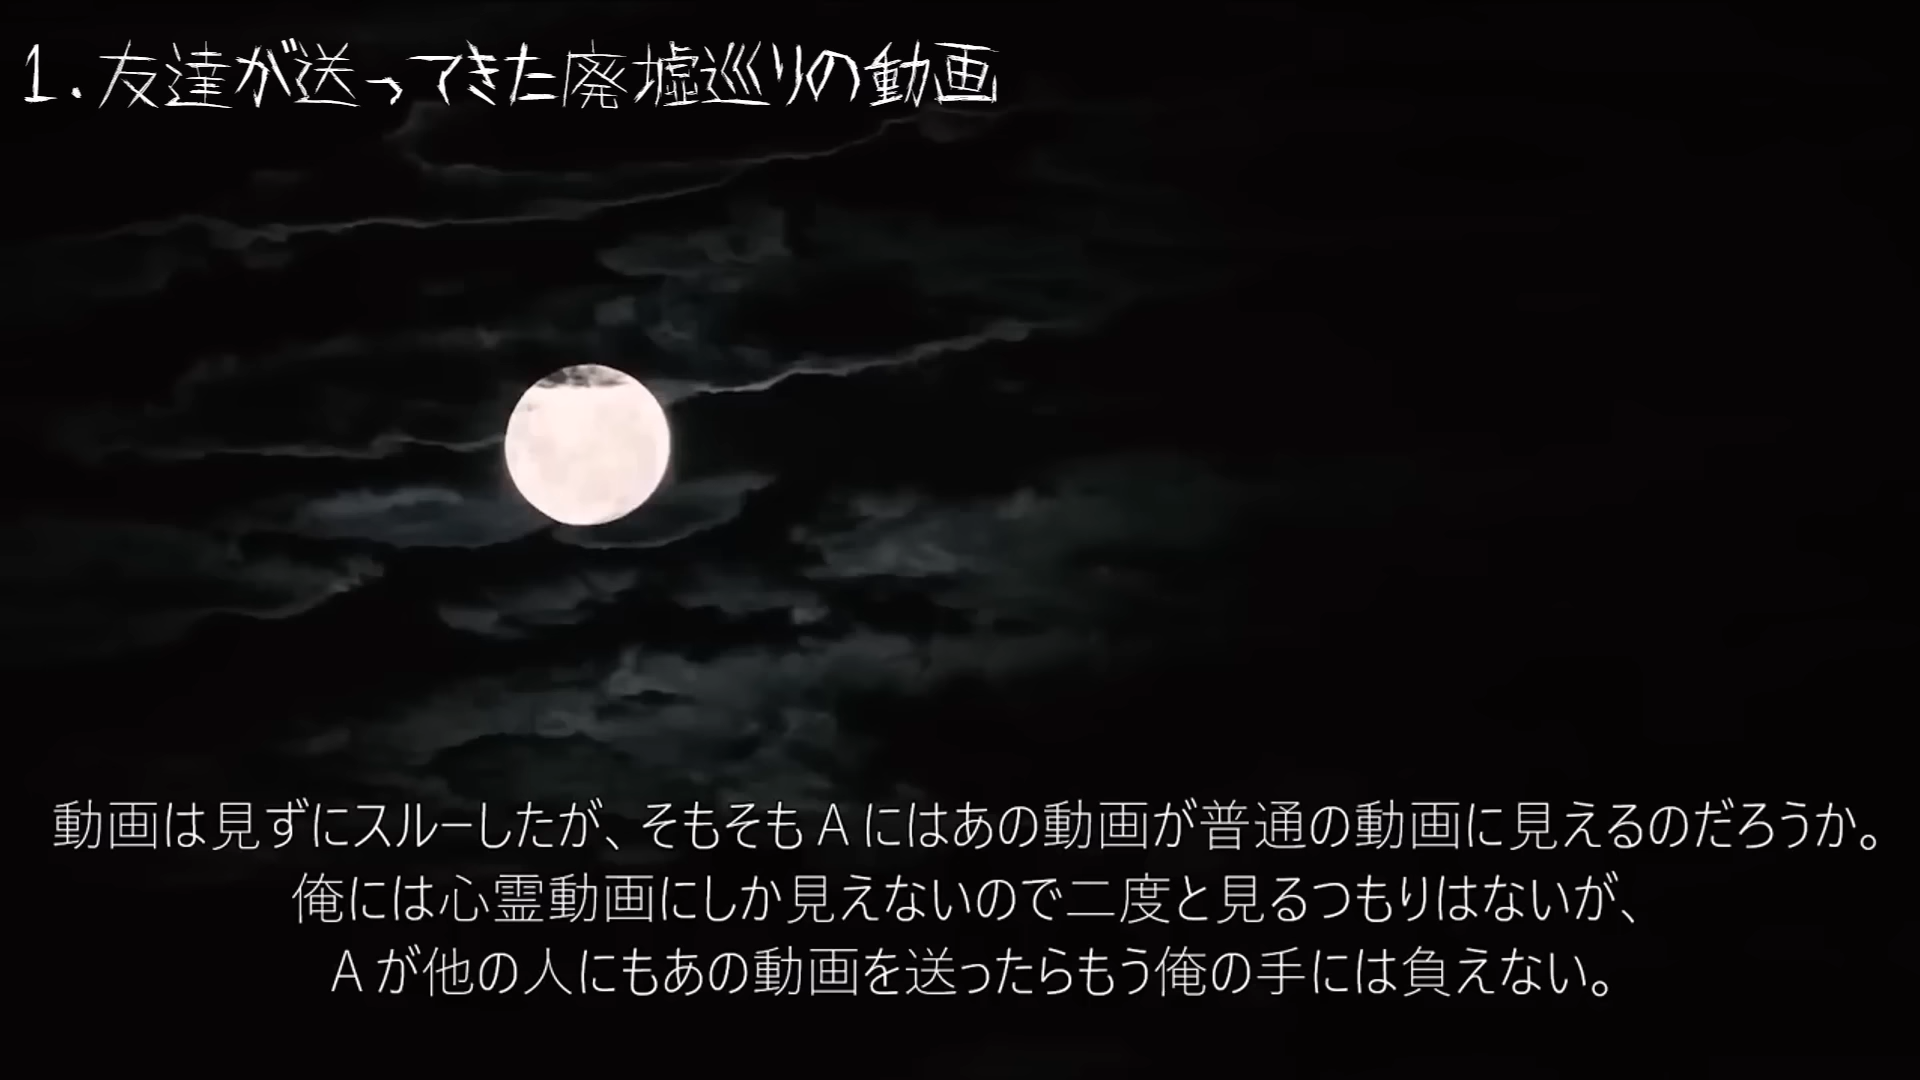 1.友達が送ってきた廃墟巡りの動画
動画は見ずにスルーしたが、そもそもAにはあの動画が普通の動画に見えるのだろうか。
俺には心霊動画にしか見えないので二度と見るつもりはないが、
Aが他の人にもあの動画を送ったらもう俺の手には負えない。